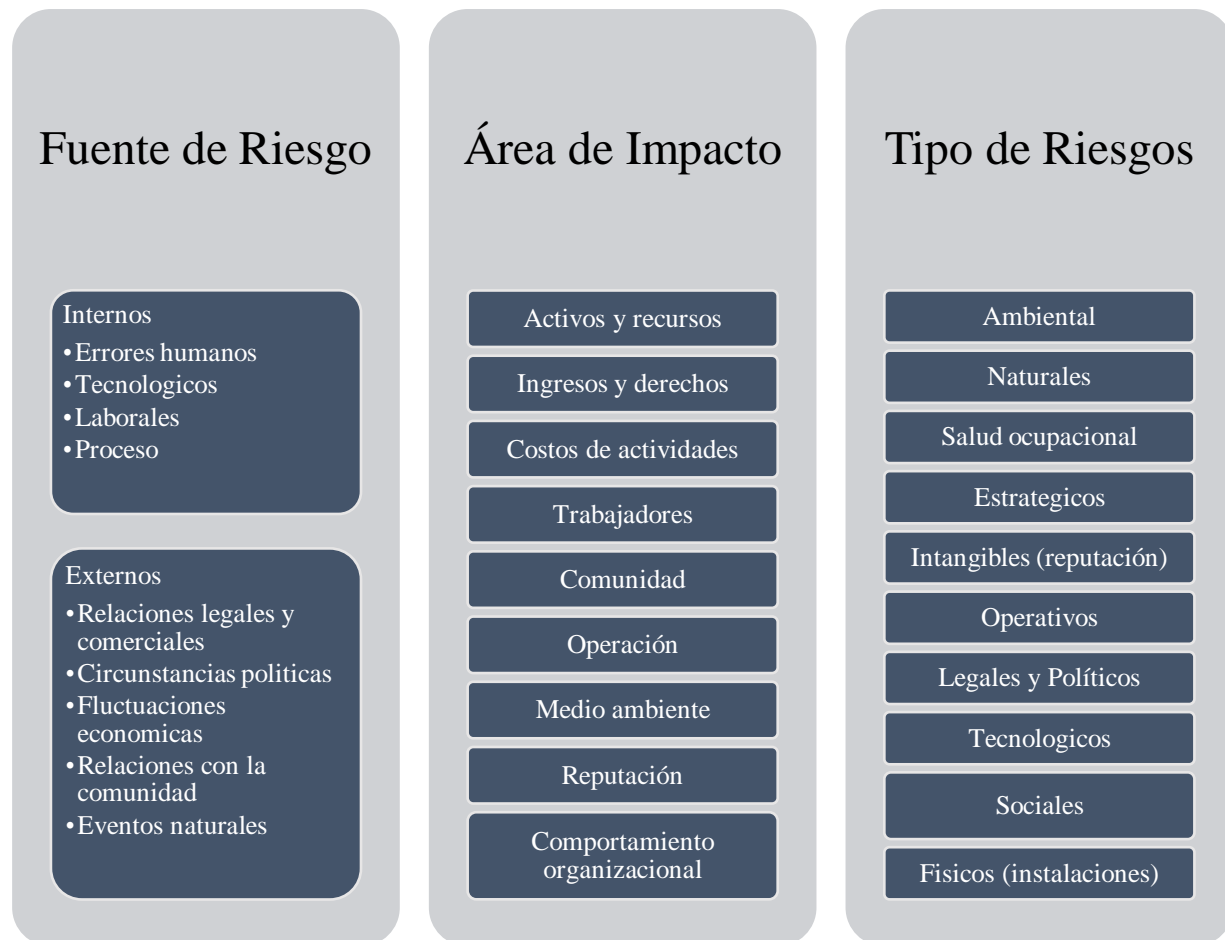 Fuente de Riesgo
Internos
•Errores humanos
•Tecnologicos
•Laborales
•Proceso
Externos
•Relaciones legales y
comerciales
•Circunstancias politicas
•Fluctuaciones
economicas
•Relaciones con la
comunidad
•Eventos naturales
Área de Impacto
Activos y recursos
Ingresos y derechos
Costos de actividades
Trabajadores
Comunidad
Operación
Medio ambiente
Reputación
Comportamiento
organizacional
Tipo de Riesgos
Ambiental
Naturales
Salud ocupacional
Estrategicos
Intangibles (reputación)
Operativos
Legales y Políticos
Tecnologicos
Sociales
Fisicos (instalaciones)